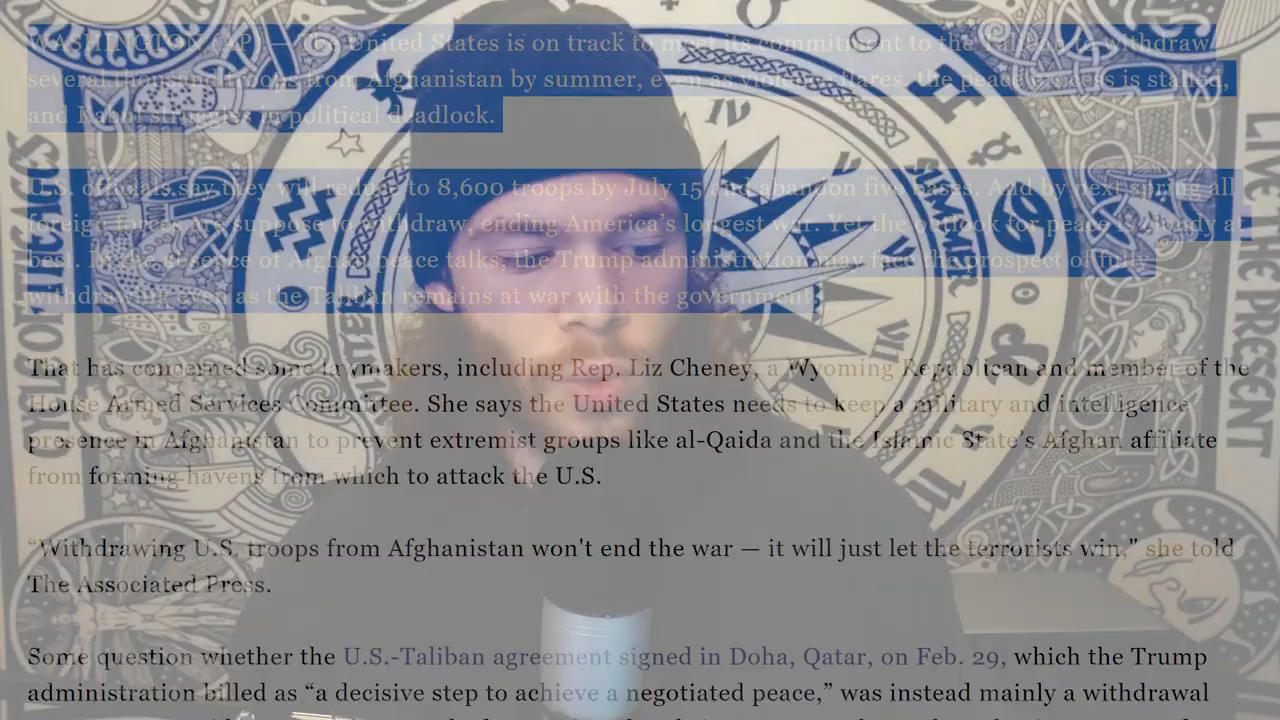 WASHINGTON (AP) — The United States is on track to meet its commitment to the Taliban to withdraw
several thousand troops from Afghanistan by summer, even as violence flares, the peace process is stalled,
and Kabul struggles in political deadlock.
U.S. officials say they will reduce to 8,600 troops by July 15 and abandon five bases. And by next spring all
foreign forces are suppose to withdraw, ending America's longest war. Yet the outlook for peace is cloudy at
best. In the absence of Afghan peace talks, the Trump administration may face the prospect of fully
withdrawing even as the Taliban remains at war with the government.
That has concerned some lawmakers, including Rep. Liz Cheney, a Wyoming Republican and member of the
House Armed Services Committee. She says the United States needs to keep a military and intelligence
presence in Afghanistan to prevent extremist groups like al-Qaida and the Islamic State's Afghan affiliate
from forming havens from which to attack the U.S.
“Withdrawing U.S. troops from Afghanistan won't end the war — it will just let the terrorists win," she told
The Associated Press.
Some question whether the U.S.-Taliban agreement signed in Doha, Qatar, on Feb. 29, which the Trump
administration billed as “a decisive step to achieve a negotiated peace,” was instead mainly a withdrawal
IV
V
VI
VII
SUMMER
LIVE THE PRESENT